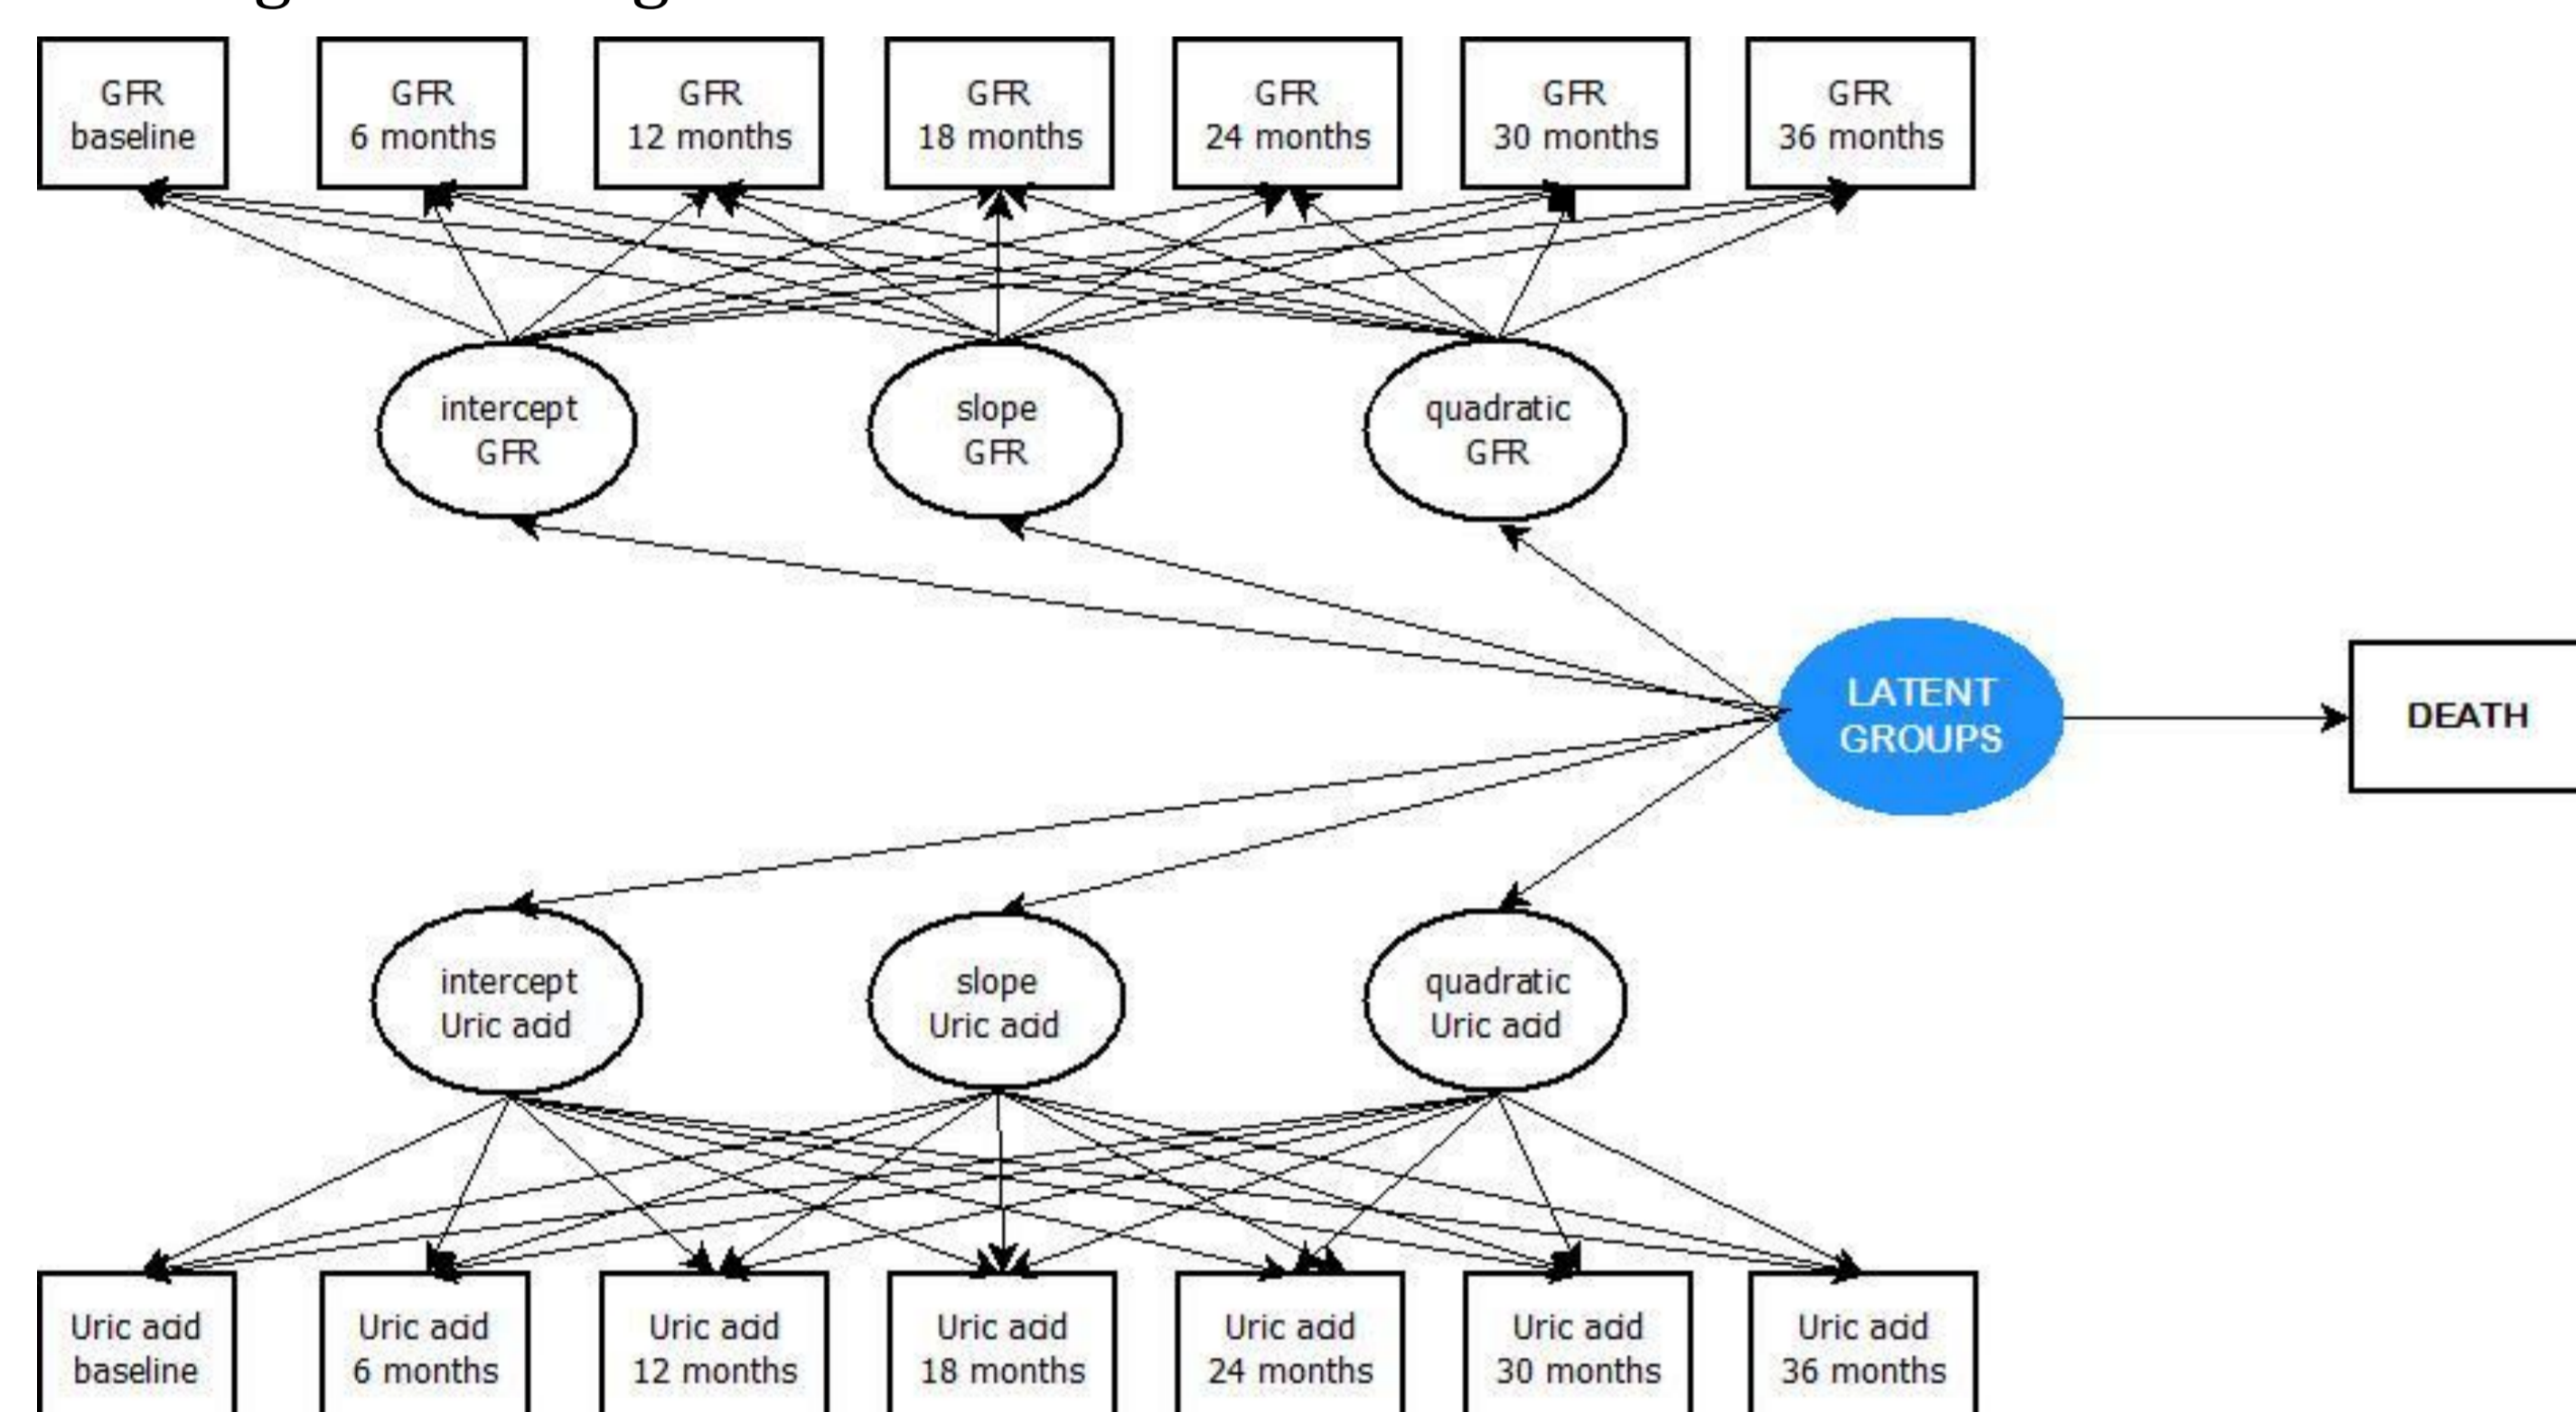 GFR
baseline
GFR
6 months
GFR
12 months
GFR
18 months
GFR
24 months
GFR
30 months
GFR
36 months
intercept
GFR
slope
GFR
quadratic
GFR
LATENT
GROUPS
DEATH
intercept
Uric acid
slope
Uric acid
quadratic
Uric acid
Uric acid
baseline
Uric acid
6 months
Uric acid
12 months
Uric acid
18 months
Uric acid
24 months
Uric acid
30 months
Uric acid
36 months